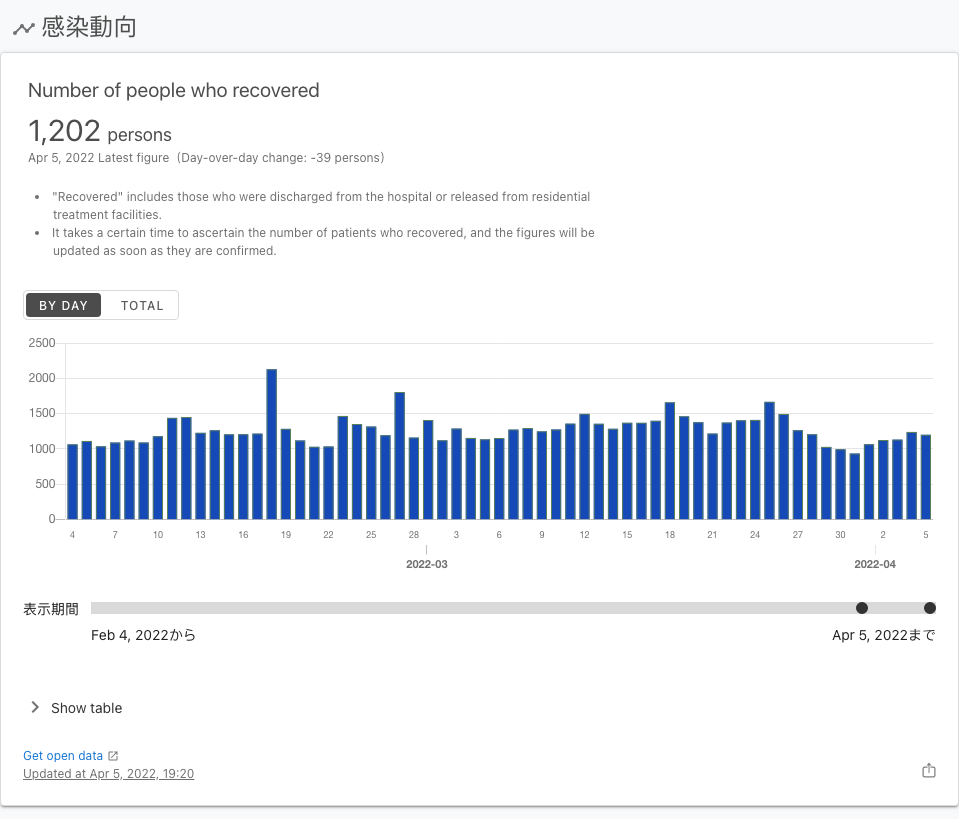 感染動向
Number of people who recovered
1,202 persons
Apr 5, 2022 Latest figure (Day-over-day change: -39 persons)
• "Recovered" includes those who were discharged from the hospital or released from residential
treatment facilities.
• It takes a certain time to ascertain the number of patients who recovered, and the figures will be
updated as soon as they are confirmed.
BY DAY TOTAL
2500
2000
1500
1000
500
0
4 7 10 13 16 19 22 25 28 3 6 9 12 15 18 21 24 27 30 2 5
2022-03 2022-04
表示期間
Feb 4, 2022から Apr 5, 2022まで
Show table
Get open data
Updated at Apr 5, 2022, 19:20